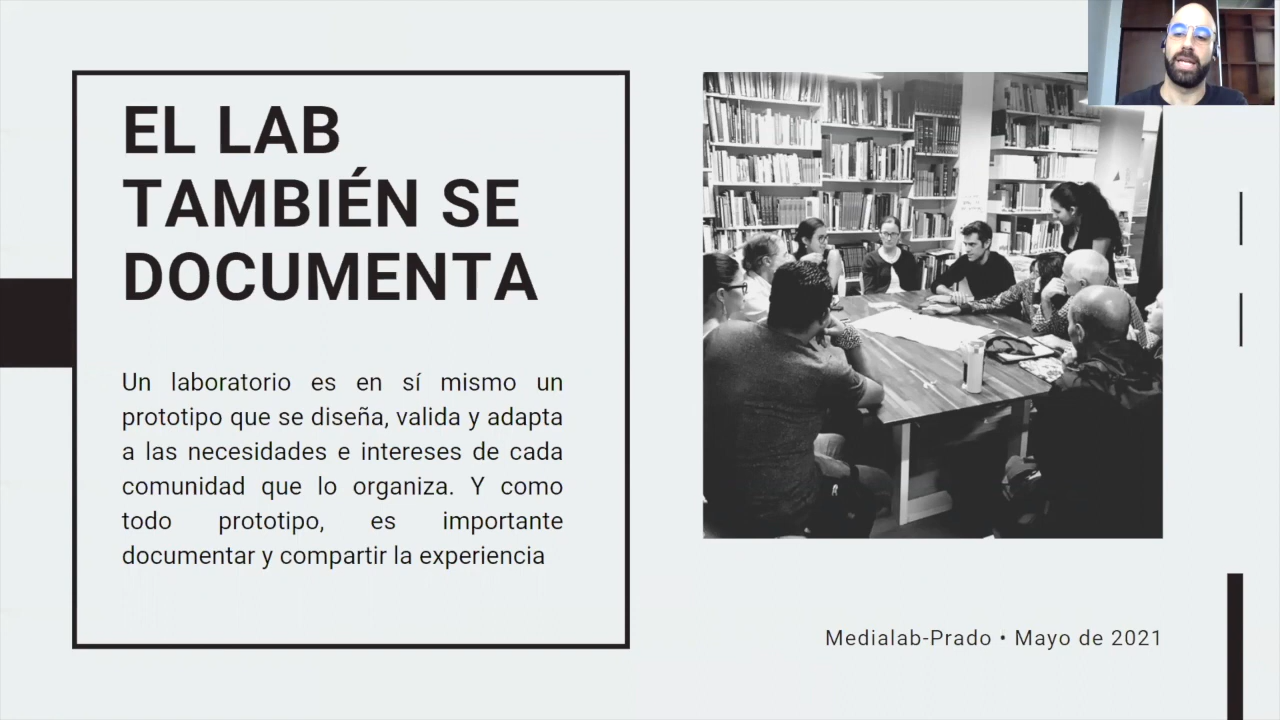 EL LAB
TAMBIÉN SE
DOCUMENTA
Un laboratorio es en sí mismo un
prototipo que se diseña, valida y adapta
a las necesidades e intereses de cada
comunidad que lo organiza. Y como
todo prototipo, es importante
documentar y compartir la experiencia
Medialab-Prado • Mayo de 2021